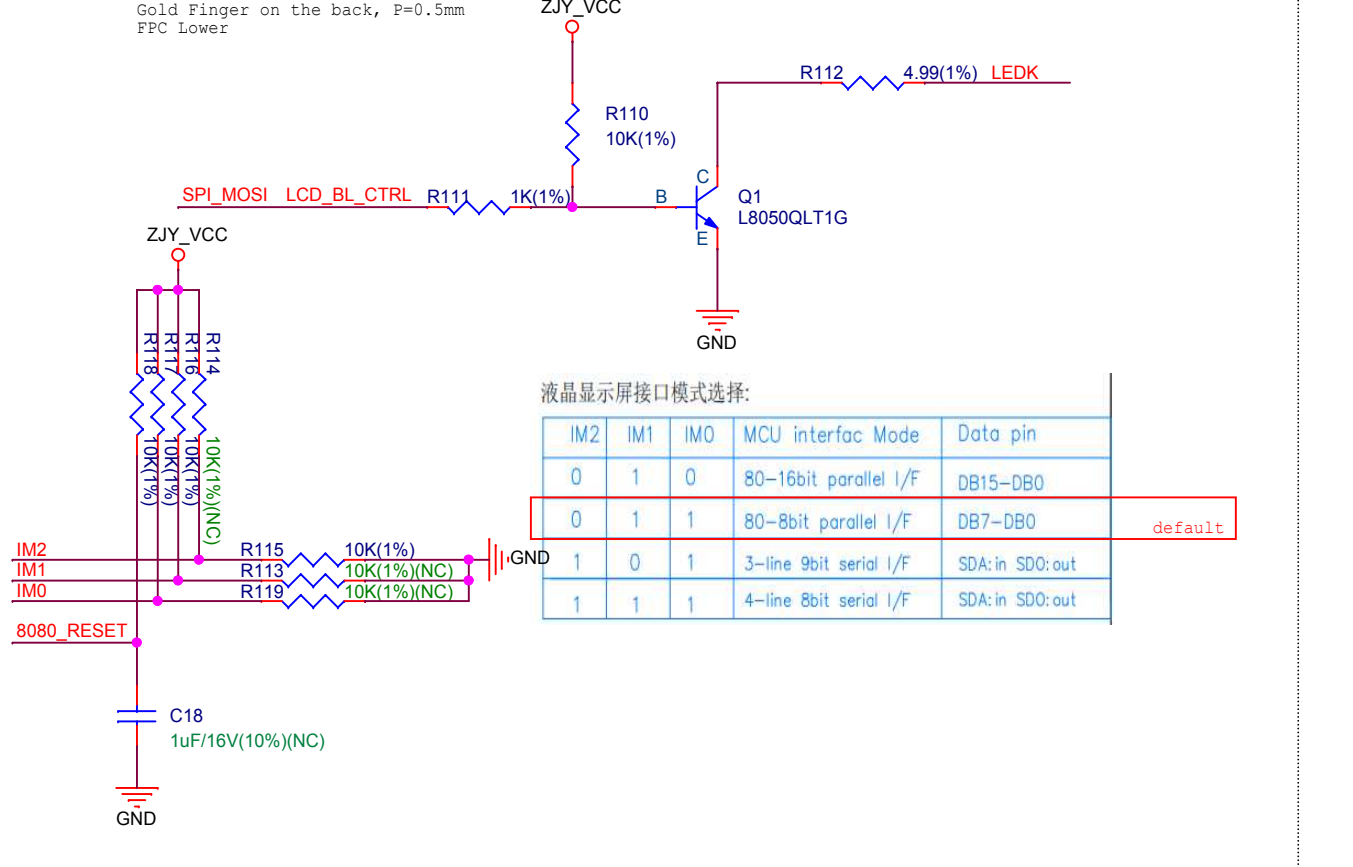 Gold Finger on the back, P=0.5mm
FPC Lower
ZJY_VCC
R112 4.99(1%) LEDK
R110
10K(1%)
SPI_MOSI LCD_BL_CTRL R111 1K(1%)
B
C
E
Q1
L8050QLT1G
GND
ZJY_VCC
R118
R117
R116
R114
10K(1%)
10K(1%)
10K(1%)
10K(1%)(NC)
IM2 R115 10K(1%)
IM1 R113 10K(1%)(NC)
IM0 R119 10K(1%)(NC)
GND
8080_RESET
C18
1uF/16V(10%)(NC)
GND
液晶显示屏接口模式选择:
IM2 IM1 IM0 MCU interfac Mode Data pin
0 1 0 80-16bit parallel I/F DB15-DB0
0 1 1 80-8bit parallel I/F DB7-DB0 default
1 0 1 3-line 9bit serial I/F SDA:in SDO:out
1 1 1 4-line 8bit serial I/F SDA:in SDO:out